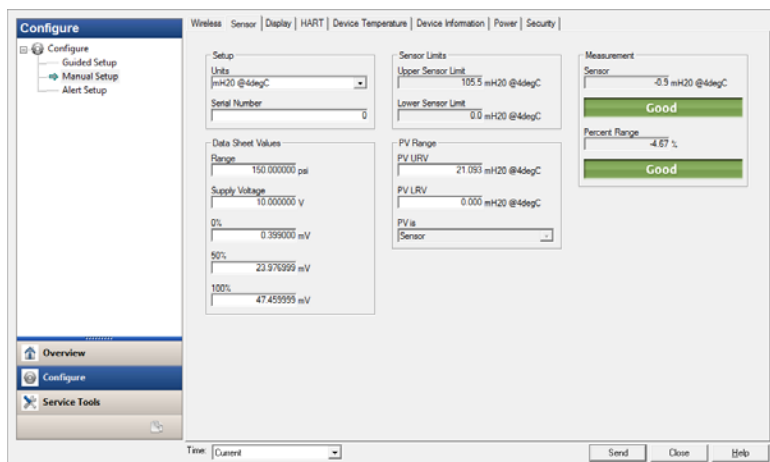 Configure
Configure
Guided Setup
Manual Setup
Alert Setup
Overview
Configure
Service Tools
Wireless Sensor Display HART Device Temperature Device Information Power Security
Setup
Units
mH20 @4degC
Serial Number
0
Data Sheet Values
Range
150.000000 psi
Supply Voltage
10.000000 V
0%
0.399000 mV
50%
23.976999 mV
100%
47.459999 mV
Sensor Limits
Upper Sensor Limit
105.5 mH20 @4degC
Lower Sensor Limit
0.0 mH20 @4degC
PV Range
PV URV
21.093 mH20 @4degC
PV LRV
0.000 mH20 @4degC
PV is
Sensor
Measurement
Sensor
-0.9 mH20 @4degC
Good
Percent Range
-4.67 %
Good
Time: Current
Send Close Help